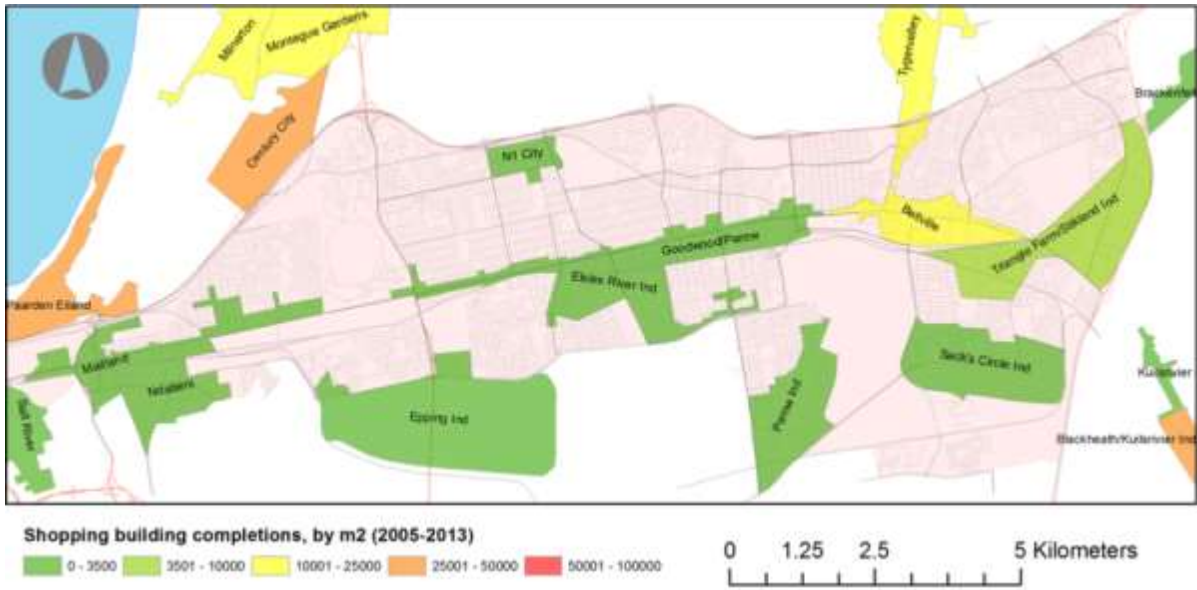 Milnerton
Montague Gardens
Tygervalley
Brackenfell
Century City
N1 City
Bellville
Goodwood/Parow
Triangle Farm/Stikland Ind
Elsies River Ind
Paarden Eiland
Maitland
Ndabeni
Salt River
Epping Ind
Parow Ind
Sack's Circle Ind
Kuilsrivier
Blackheath/Kuilsrivier Ind
Shopping building completions, by m2 (2005-2013)
0 - 3500 3501 - 10000 10001 - 25000 25001 - 50000 50001 - 100000
0 1.25 2.5 5 Kilometers